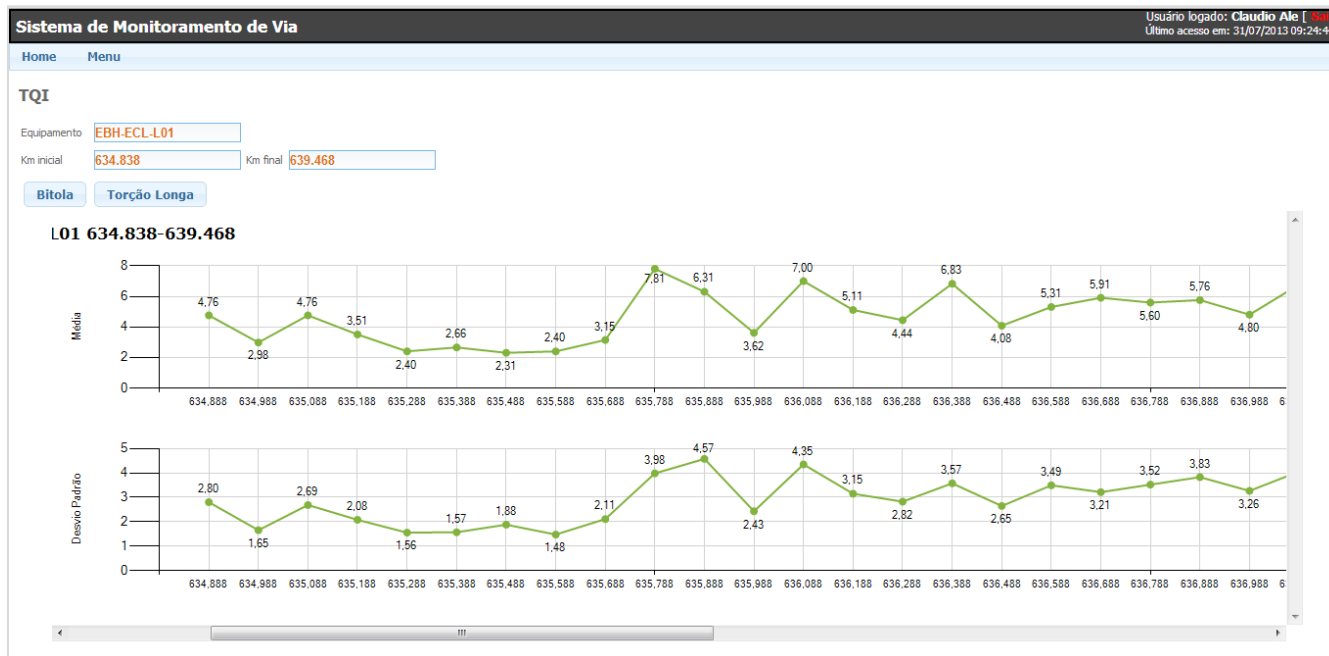 Sistema de Monitoramento de Via
Usuário logado: Claudio Ale [ Sai
Último acesso em: 31/07/2013 09:24:4
Home Menu
TQI
Equipamento EBH-ECL-L01
Km inicial 634.838 Km final 639.468
Bitola Torção Longa
L01 634.838-639.468
Média
8
6
4
2
0
4,76 2,98 4,76 3,51 2,40 2,66 2,31 2,40 3,15 7,81 6,31 3,62 7,00 5,11 4,44 6,83 4,08 5,31 5,91 5,60 5,76 4,80
634,888 634,988 635,088 635,188 635,288 635,388 635,488 635,588 635,688 635,788 635,888 635,988 636,088 636,188 636,288 636,388 636,488 636,588 636,688 636,788 636,888 636,988
Desvio Padrão
5
4
3
2
1
0
2,80 1,65 2,69 2,08 1,56 1,57 1,88 1,48 2,11 3,98 4,57 2,43 4,35 3,15 2,82 3,57 2,65 3,49 3,21 3,52 3,83 3,26
634,888 634,988 635,088 635,188 635,288 635,388 635,488 635,588 635,688 635,788 635,888 635,988 636,088 636,188 636,288 636,388 636,488 636,588 636,688 636,788 636,888 636,988